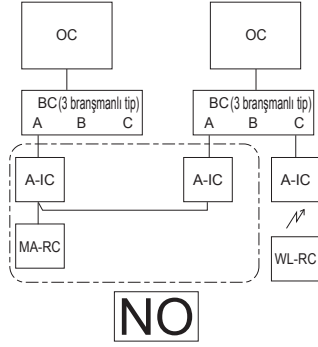 OC OC
BC(3 branşmanlı tip) BC(3 branşmanlı tip)
A B C A B C
A-IC A-IC A-IC
MA-RC WL-RC
NO